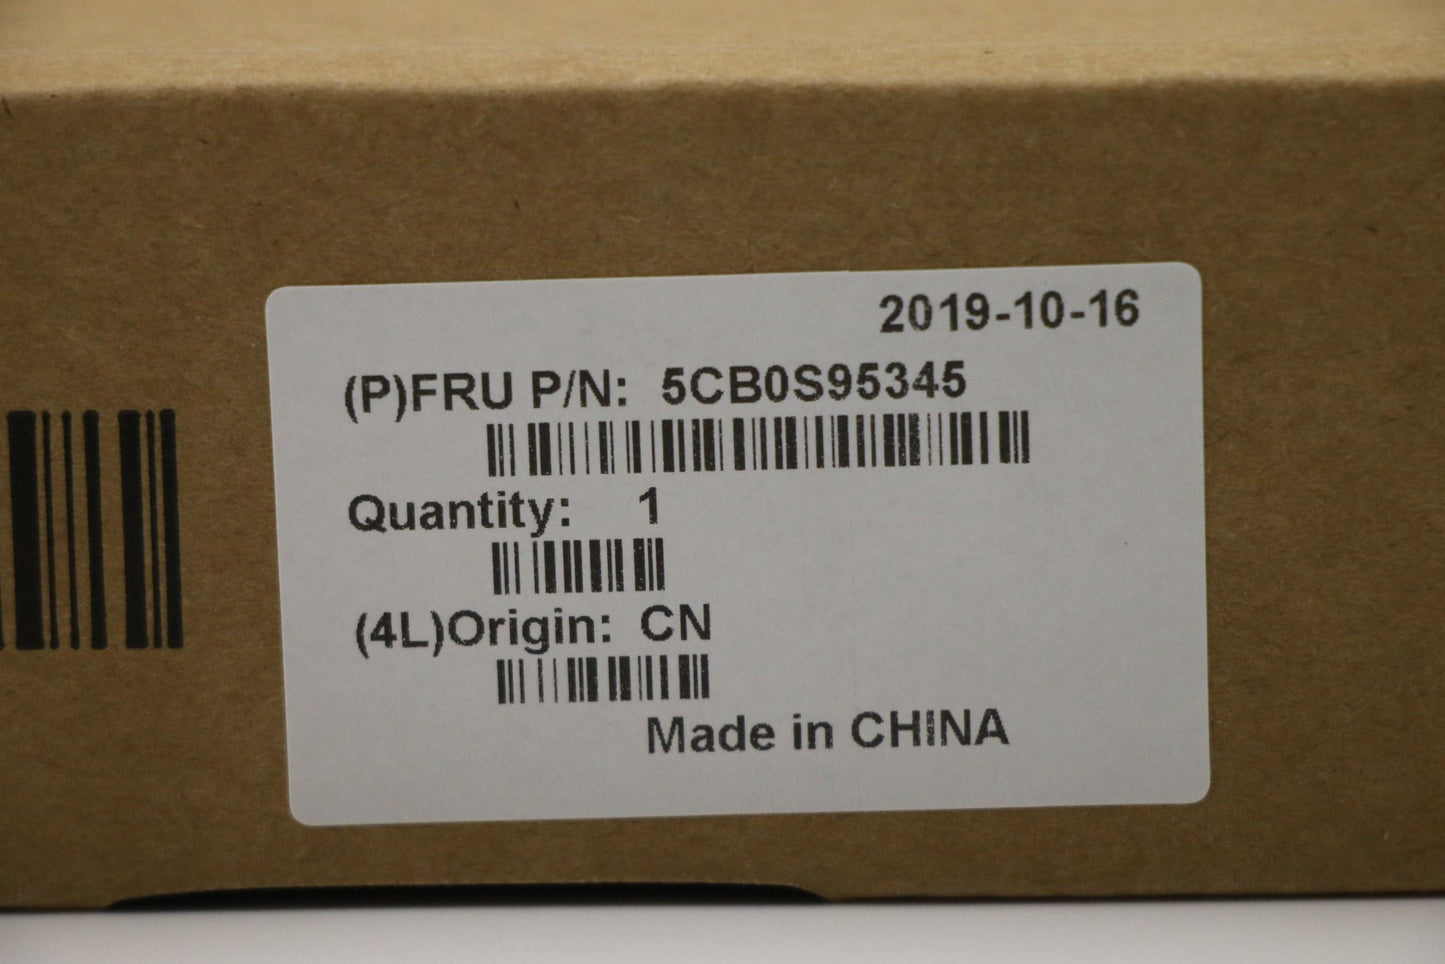 2019-10-16
(P)FRU P/N: 5CB0S95345
Quantity: 1
(4L)Origin: CN
Made in CHINA